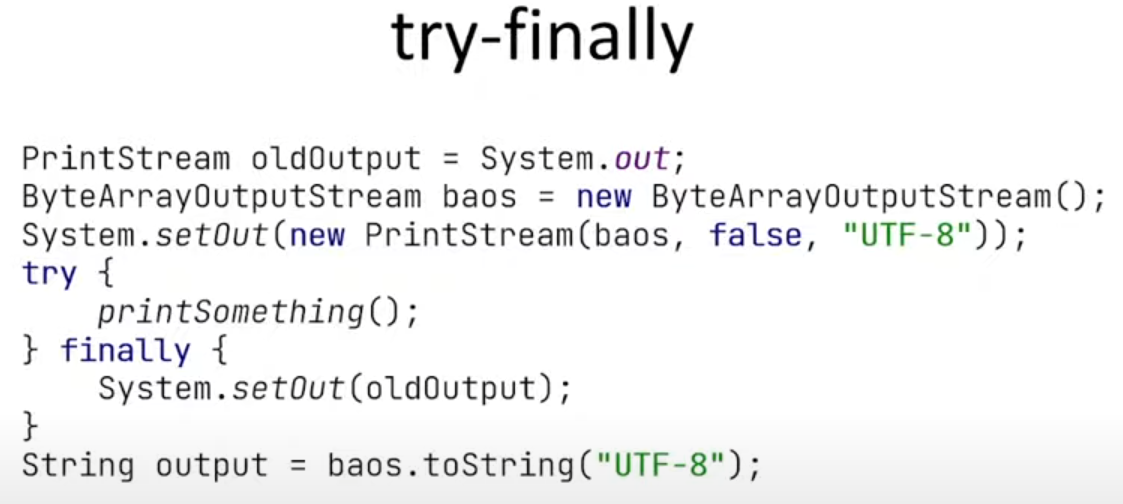 try-finally
PrintStream oldOutput = System.out;
ByteArrayOutputStream baos = new ByteArrayOutputStream();
System.setOut(new PrintStream(baos, false, "UTF-8"));
try {
    printSomething();
} finally {
    System.setOut(oldOutput);
}
String output = baos.toString("UTF-8");